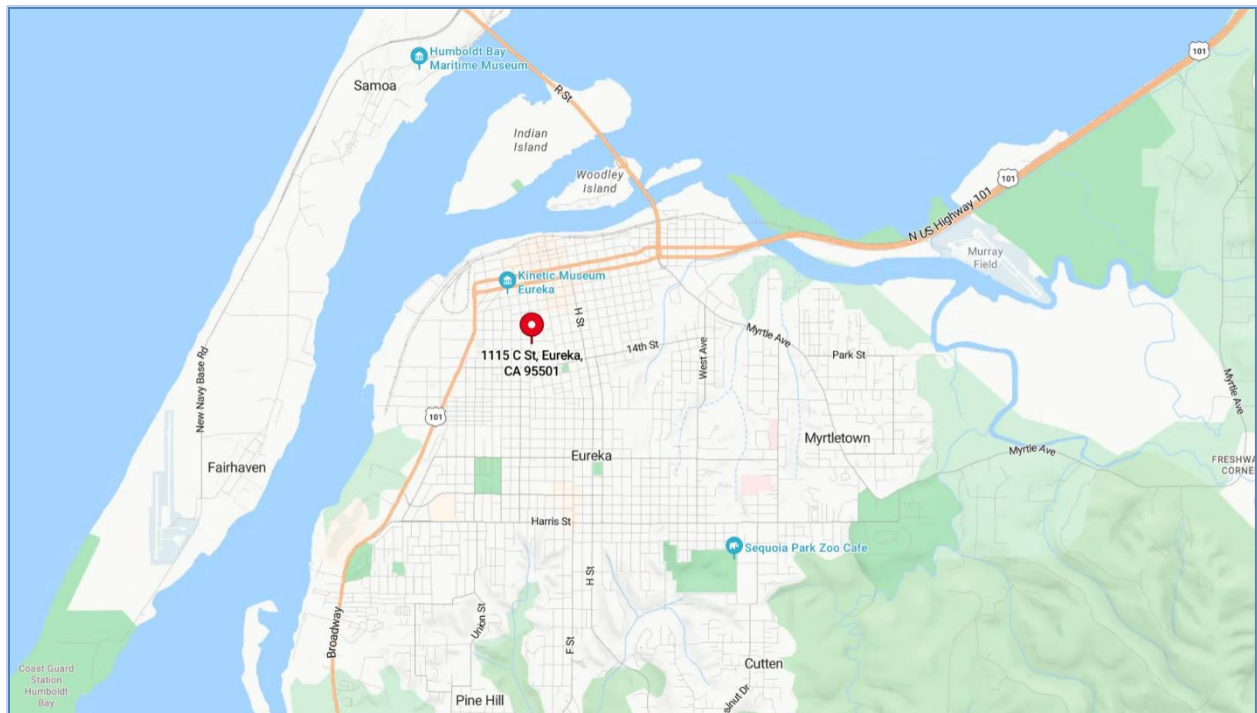 Humboldt Bay
Maritime Museum
Samoa
R St
101
Indian
Island
Woodley
Island
101
N US Highway 101
Murray
Field
Kinetic Museum
Eureka
H St
1115 C St, Eureka,
CA 95501
14th St
West Ave
Myrtle Ave
Park St
New Navy Base Rd
101
Myrtle Ave
Myrtletown
Fairhaven
Eureka
Myrtle Ave
FRESHWA
CORNE
Harris St
Sequoia Park Zoo Cafe
H St
Broadway
Union St
F St
Cutten
Coast Guard
Station
Humboldt
Bay
Pine Hill
alnut Dr